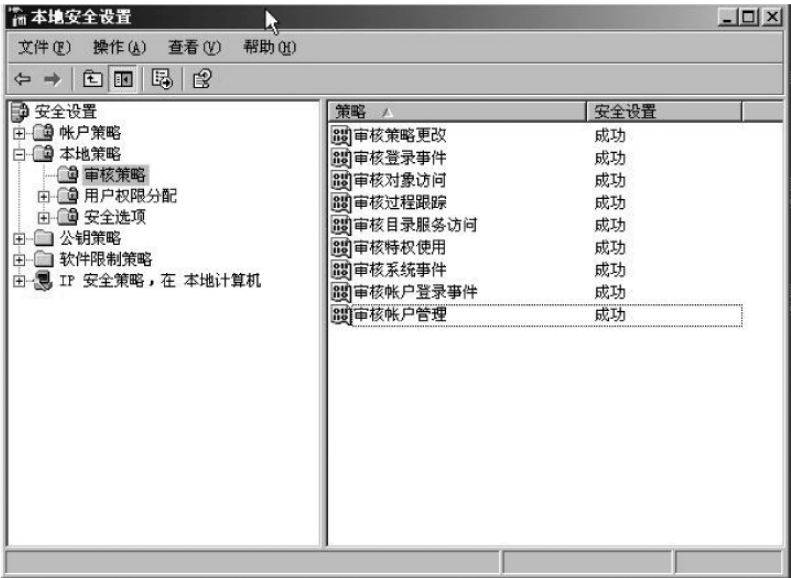 本地安全设置
文件(F) 操作(A) 查看(V) 帮助(H)
安全设置
帐户策略
本地策略
审核策略
用户权限分配
安全选项
公钥策略
软件限制策略
IP 安全策略，在 本地计算机
策略 安全设置
审核策略更改 成功
审核登录事件 成功
审核对象访问 成功
审核过程跟踪 成功
审核目录服务访问 成功
审核特权使用 成功
审核系统事件 成功
审核帐户登录事件 成功
审核帐户管理 成功